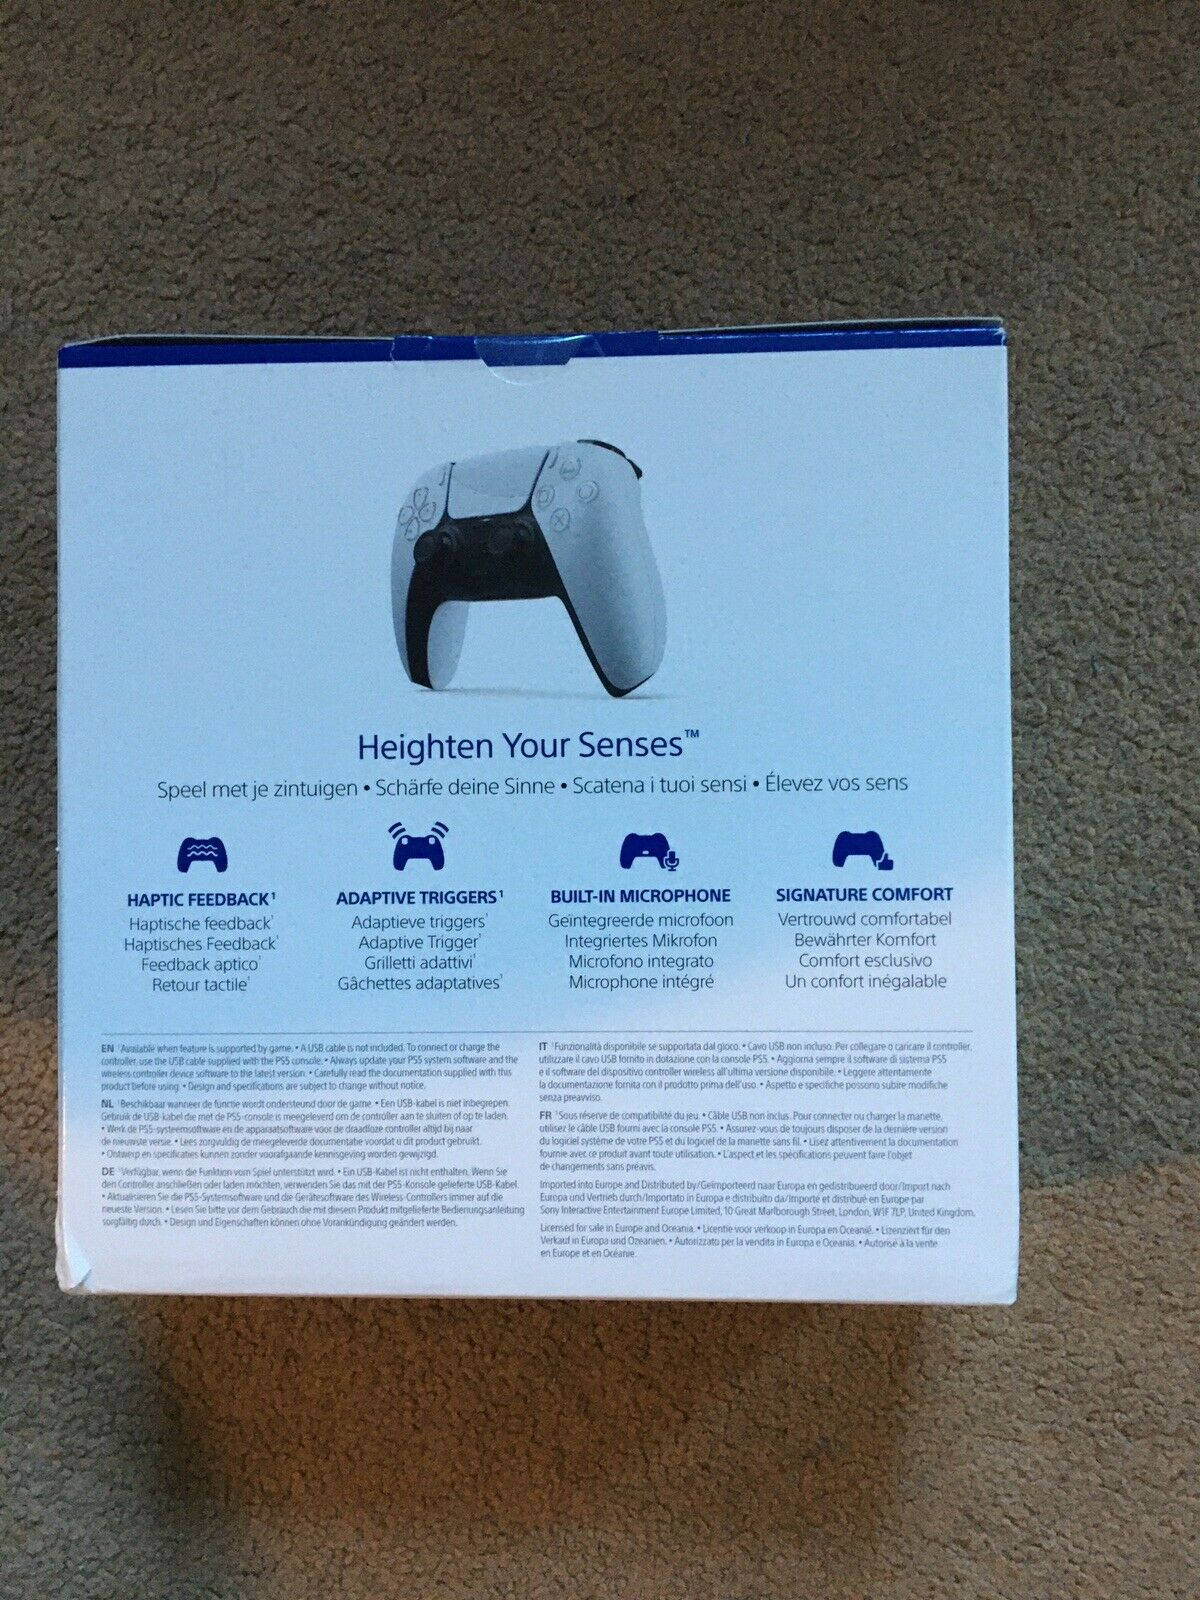 Heighten Your Senses™
Speel met je zintuigen • Schärfe deine Sinne • Scatena i tuoi sensi • Élevez vos sens
HAPTIC FEEDBACK¹
Haptische feedback¹
Haptisches Feedback¹
Feedback aptico¹
Retour tactile¹
ADAPTIVE TRIGGERS¹
Adaptieve triggers¹
Adaptive Trigger¹
Grilletti adattivi¹
Gâchettes adaptatives¹
BUILT-IN MICROPHONE
Geïntegreerde microfoon
Integriertes Mikrofon
Microfono integrato
Microphone intégré
SIGNATURE COMFORT
Vertrouwd comfortabel
Bewährter Komfort
Comfort esclusivo
Un confort inégalable
EN ¹Available when feature is supported by game. • A USB cable is not included. To connect or charge the
controller, use the USB cable supplied with the PS5 console. • Always update your PS5 system software and the
wireless controller device software to the latest version. • Carefully read the documentation supplied with this
product before using. • Design and specifications are subject to change without notice.
NL ¹Beschikbaar wanneer de functie wordt ondersteund door de game. • Een USB-kabel is niet inbegrepen.
Gebruik de USB-kabel die met de PS5-console is meegeleverd om de controller aan te sluiten of op te laden.
• Werk de PS5-systeemsoftware en de apparaatsoftware voor de draadloze controller altijd bij naar
de nieuwste versie. • Lees zorgvuldig de meegeleverde documentatie voordat u dit product gebruikt.
• Ontwerp en specificaties kunnen zonder voorafgaande kennisgeving worden gewijzigd.
DE ¹Verfügbar, wenn die Funktion vom Spiel unterstützt wird. • Ein USB-Kabel ist nicht enthalten. Wenn Sie
den Controller anschließen oder laden möchten, verwenden Sie das mit der PS5-Konsole gelieferte USB-Kabel.
• Aktualisieren Sie die PS5-Systemsoftware und die Gerätesoftware des Wireless-Controllers immer auf die
neueste Version. • Lesen Sie bitte vor dem Gebrauch die mit diesem Produkt mitgelieferte Bedienungsanleitung
sorgfältig durch. • Design und Eigenschaften können ohne Vorankündigung geändert werden.
IT ¹Funzionalità disponibile se supportata dal gioco. • Cavo USB non incluso. Per collegare o caricare il controller,
utilizzare il cavo USB fornito in dotazione con la console PS5. • Aggiorna sempre il software di sistema PS5
e il software del dispositivo controller wireless all'ultima versione disponibile. • Leggere attentamente
la documentazione fornita con il prodotto prima dell'uso. • Aspetto e specifiche possono subire modifiche
senza preavviso.
FR ¹Sous réserve de compatibilité du jeu. • Câble USB non inclus. Pour connecter ou charger la manette,
utilisez le câble USB fourni avec la console PS5. • Assurez-vous de toujours disposer de la dernière version
du logiciel système de votre PS5 et du logiciel de la manette sans fil. • Lisez attentivement la documentation
fournie avec ce produit avant toute utilisation. • L'aspect et les spécifications peuvent faire l'objet
de changements sans préavis.
Imported into Europe and Distributed by/Geïmporteerd naar Europa en gedistribueerd door/Import nach
Europa und Vertrieb durch/Importato in Europa e distribuito da/Importé et distribué en Europe par
Sony Interactive Entertainment Europe Limited, 10 Great Marlborough Street, London, W1F 7LP, United Kingdom.
Licensed for sale in Europe and Oceania. • Licentie voor verkoop in Europa en Oceanië. • Lizenziert für den
Verkauf in Europa und Ozeanien. • Autorizzato per la vendita in Europa e Oceania. • Autorisé à la vente
en Europe et en Océanie.